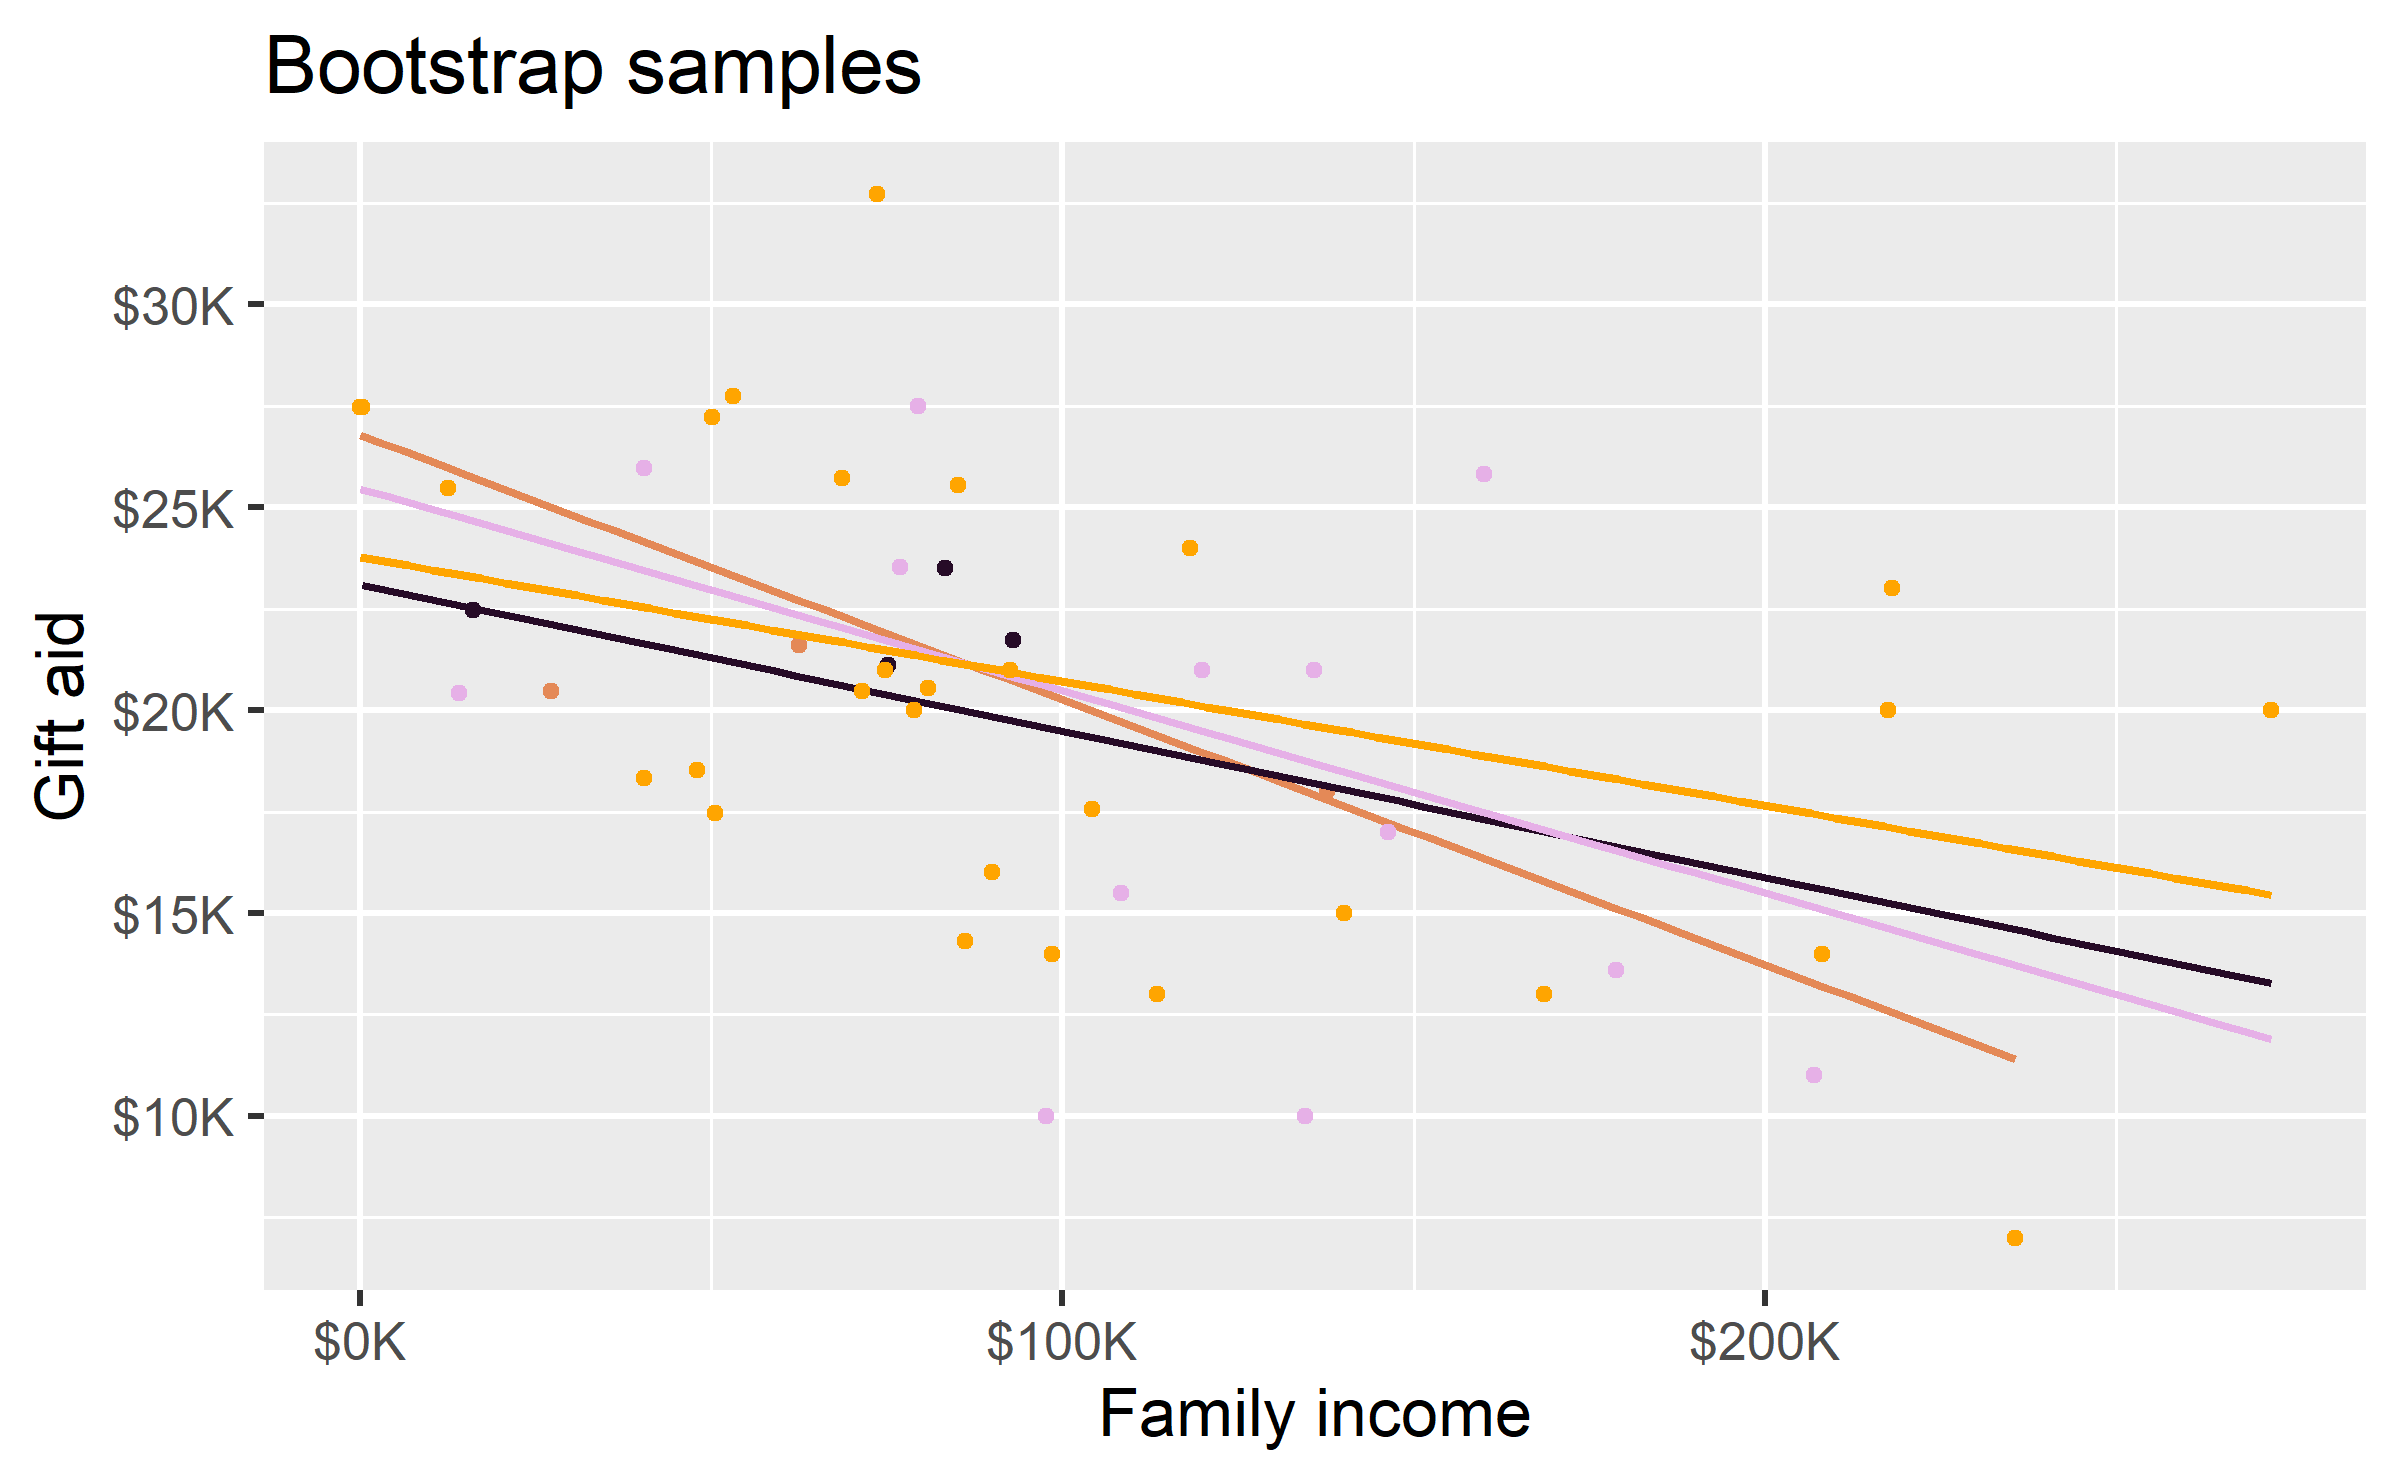 Bootstrap samples
$30K
$25K
$20K
$15K
$10K
Gift aid
$0K
$100K
$200K
Family income